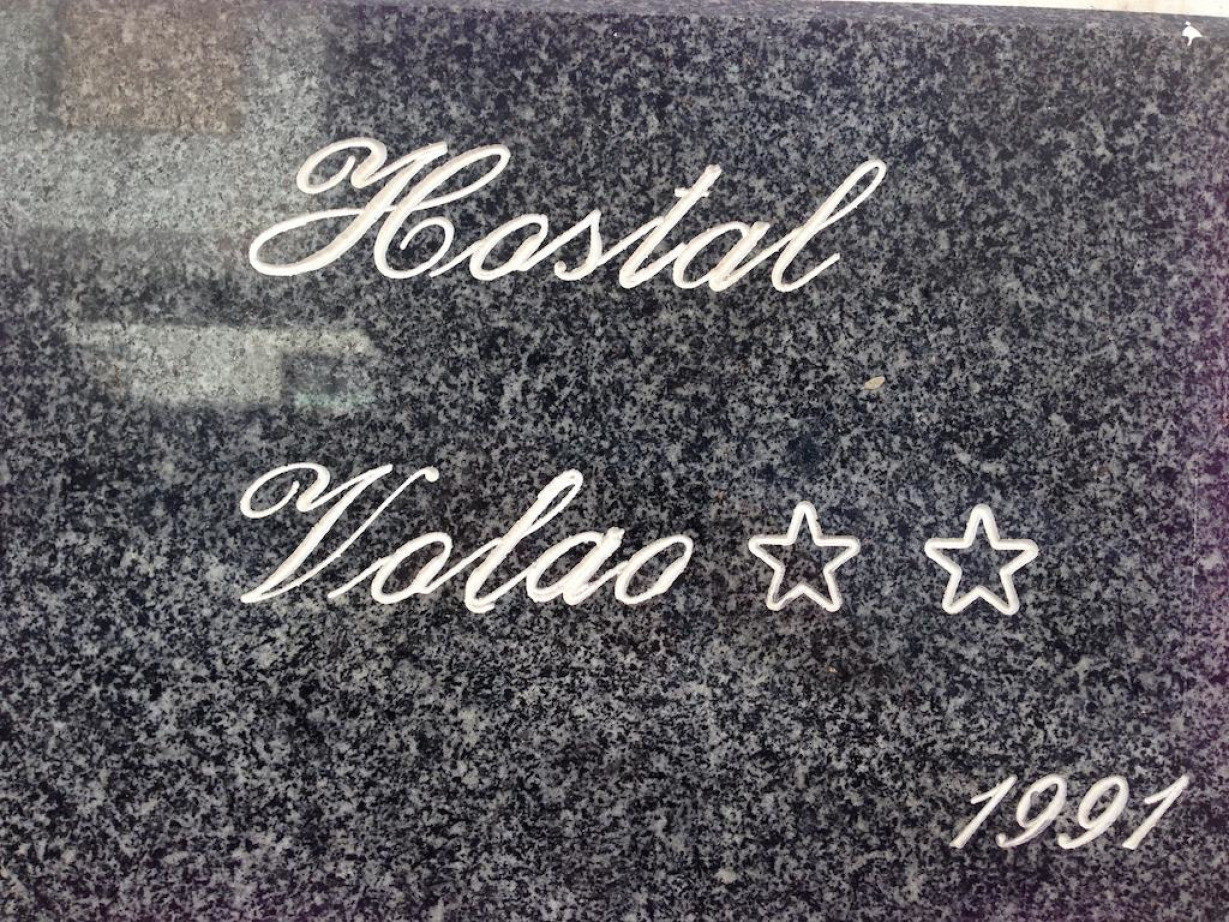 Hostal
Volao ☆ ☆
1991